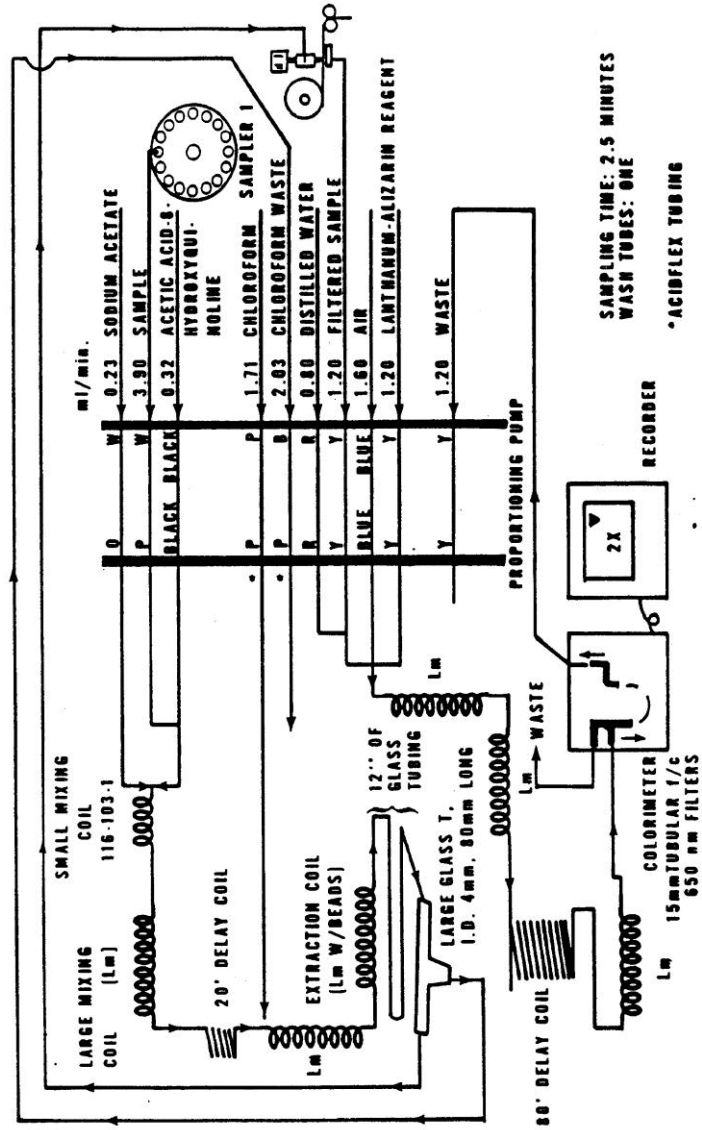 SMALL MIXING
COIL
116-103-1
LARGE MIXING
COIL (Lm)
20' DELAY COIL
EXTRACTION COIL
(Lm W/BEADS)
Lm
12'' OF
GLASS
TUBING
LARGE GLASS T,
I.D. 4mm, 80mm LONG
80' DELAY COIL
Lm
Lm
Lm
WASTE
COLORIMETER
15mm TUBULAR f/c
650 nm FILTERS
RECORDER
2X
PROPORTIONING PUMP
ml/min.
O W 0.23 SODIUM ACETATE
P W 3.90 SAMPLE
BLACK BLACK 0.32 ACETIC ACID-8-
HYDROXYQUI-
MOLINE
SAMPLER 1
* P P 1.71 CHLOROFORM
* P B 2.03 CHLOROFORM WASTE
R R 0.80 DISTILLED WATER
Y Y 1.20 FILTERED SAMPLE
BLUE BLUE 1.60 AIR
Y Y 1.20 LANTHANUM-ALIZARIN REAGENT
Y Y 1.20 WASTE
SAMPLING TIME: 2.5 MINUTES
WASH TUBES: ONE
*ACIDFLEX TUBING